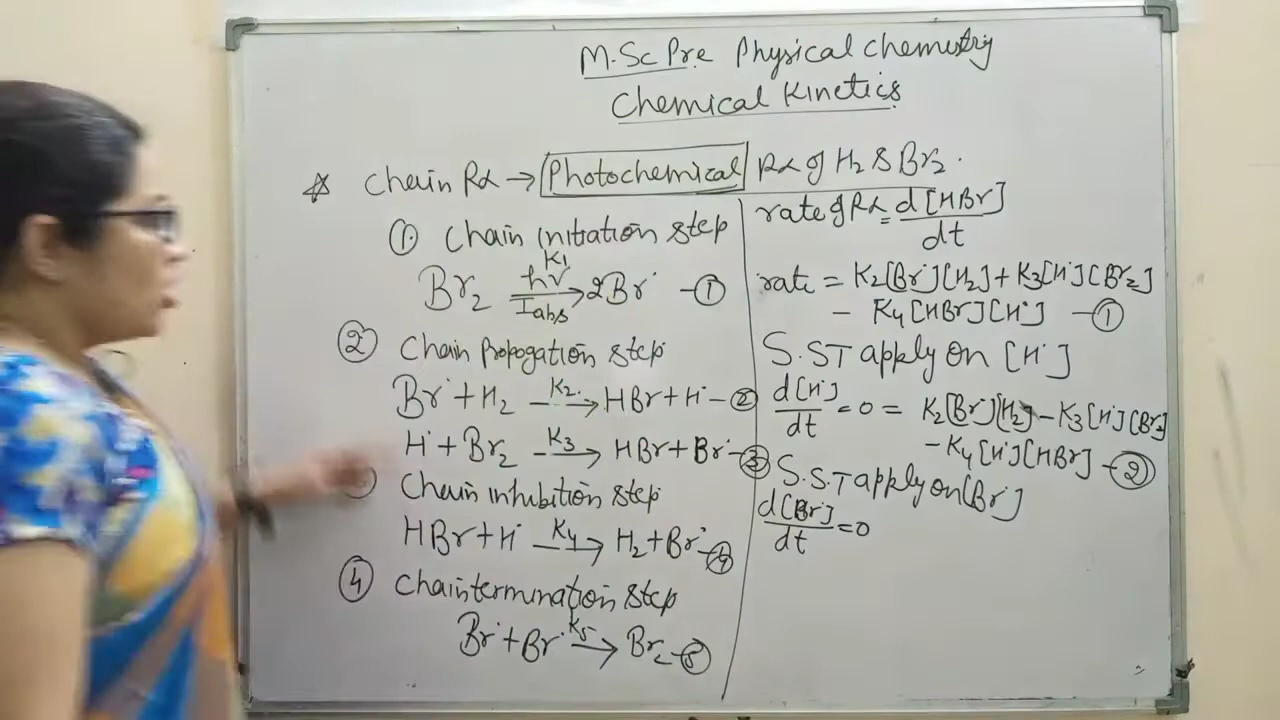 M.Sc Pre Physical Chemistry
Chemical Kinetics
☆ Chain Rx → Photochemical Rx of H₂ & Br₂.
① Chain initation step
Br₂ —hν K₁ / Iabs→ 2Br˙ —①
② Chain Propogation step
Br˙ + H₂ —K₂→ HBr + H˙ —②
H˙ + Br₂ —K₃→ HBr + Br˙ —③
Chain inhibition step
HBr + H˙ —K₄→ H₂ + Br˙ —④
④ Chain termination step
Br˙ + Br˙ —K₅→ Br₂ —⑤
rate of Rx = d[HBr]/dt
rate = K₂[Br˙][H₂] + K₃[H˙][Br₂]
– K₄[HBr][H˙] —①
S.ST apply on [H˙]
d[H˙]/dt = 0 = K₂[Br˙][H₂] – K₃[H˙][Br₂]
– K₄[H˙][HBr] —②
S.S.T apply on [Br˙]
d[Br˙]/dt = 0